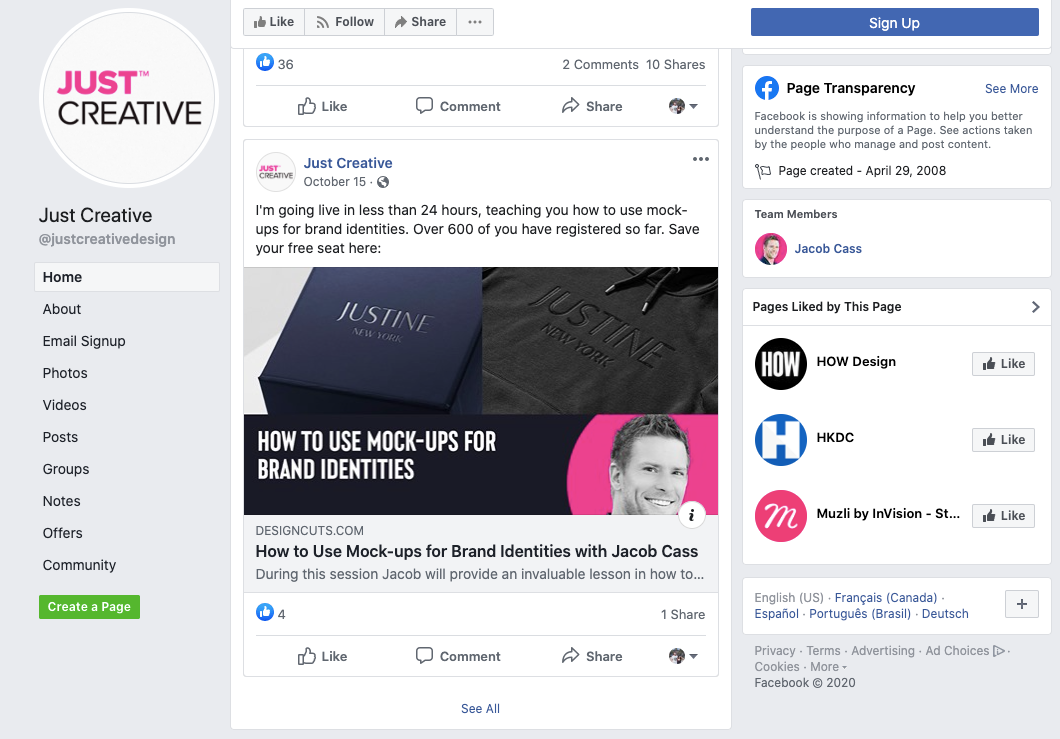 JUST™
CREATIVE
Just Creative
@justcreativedesign
Home
About
Email Signup
Photos
Videos
Posts
Groups
Notes
Offers
Community
Create a Page
Like
Follow
Share
···
Sign Up
36
2 Comments 10 Shares
Like
Comment
Share
JUST
CREATIVE
Just Creative
October 15 ·
I'm going live in less than 24 hours, teaching you how to use mock-
ups for brand identities. Over 600 of you have registered so far. Save
your free seat here:
JUSTINE
NEW YORK
JUSTINE
NEW YORK
HOW TO USE MOCK-UPS FOR
BRAND IDENTITIES
i
DESIGNCUTS.COM
How to Use Mock-ups for Brand Identities with Jacob Cass
During this session Jacob will provide an invaluable lesson in how to...
4
1 Share
Like
Comment
Share
See All
Page Transparency
See More
Facebook is showing information to help you better
understand the purpose of a Page. See actions taken
by the people who manage and post content.
Page created - April 29, 2008
Team Members
Jacob Cass
Pages Liked by This Page
HOW
HOW Design
Like
H
HKDC
Like
m
Muzli by InVision - St...
Like
English (US) · Français (Canada) ·
Español · Português (Brasil) · Deutsch
+
Privacy · Terms · Advertising · Ad Choices ·
Cookies · More
Facebook © 2020